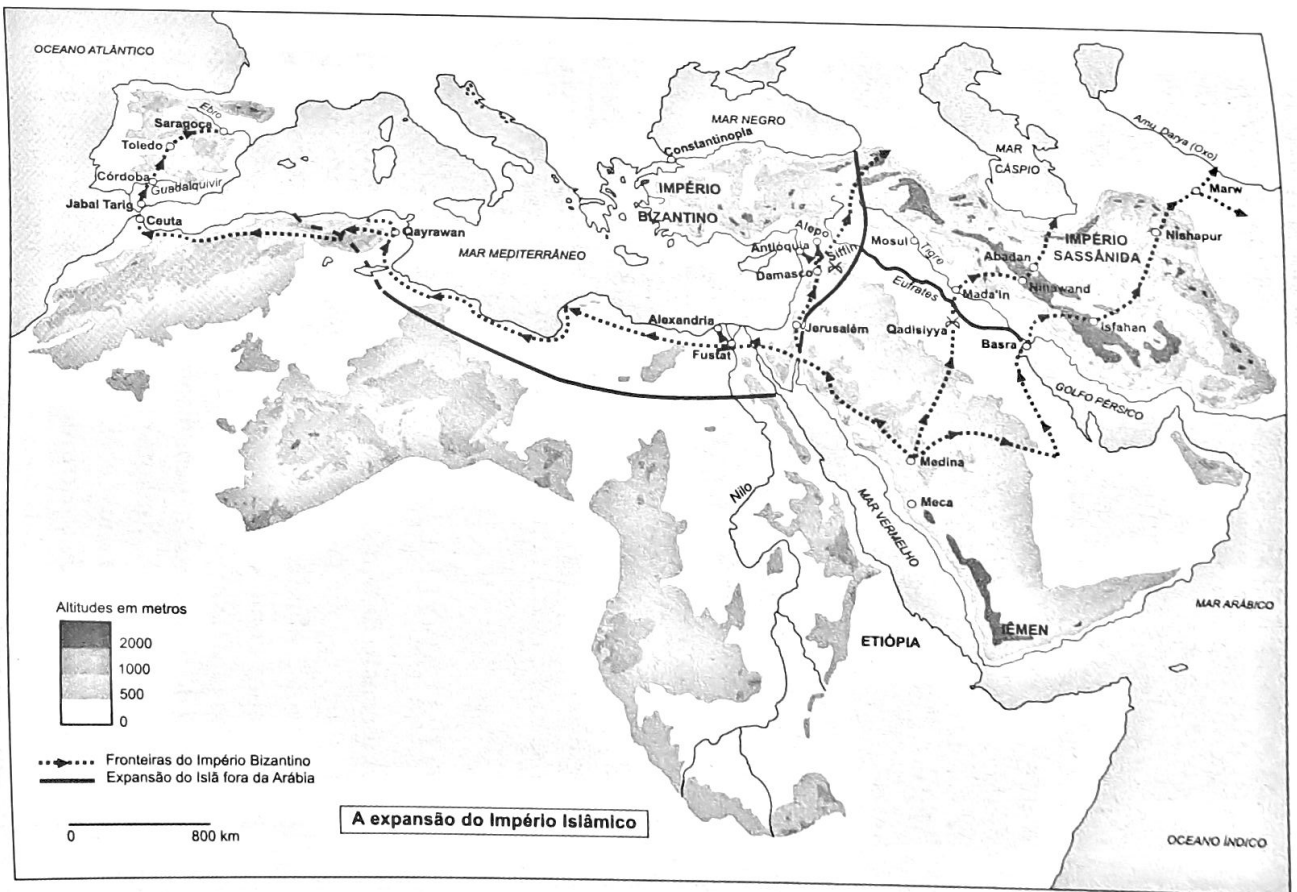 OCEANO ATLÂNTICO
Ebro
Saragoça
Toledo
Córdoba
Guadalquivir
Jabal Tarig
Ceuta
Qayrawan
MAR MEDITERRÂNEO
MAR NEGRO
Constantinopla
IMPÉRIO
BIZANTINO
MAR
CÁSPIO
Amu Darya (Oxo)
Marw
Nishapur
IMPÉRIO
SASSÂNIDA
Alepo
Antióquia
Siffin
Damasco
Mosul
Tigre
Eufrates
Abadan
Ninawand
Mada'in
Isfahan
Alexandria
Fustat
Jerusalém
Qadisiyya
Basra
GOLFO PÉRSICO
Medina
Meca
Nilo
MAR VERMELHO
MAR ARÁBICO
IÊMEN
ETIÓPIA
Altitudes em metros
2000
1000
500
0
Fronteiras do Império Bizantino
Expansão do Islã fora da Arábia
0 800 km
A expansão do Império Islâmico
OCEANO ÍNDICO